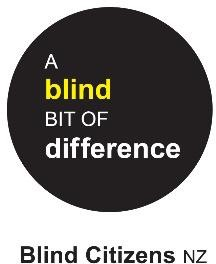 A
blind
BIT OF
difference
Blind Citizens NZ